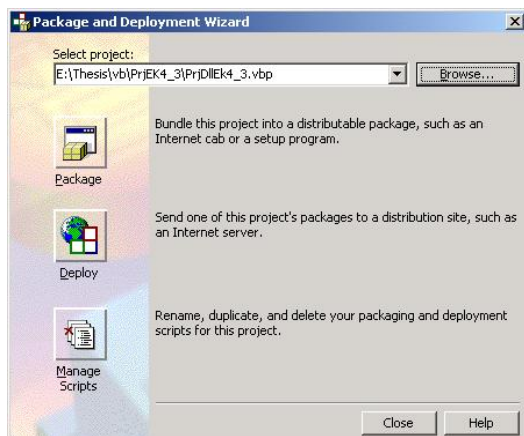 Package and Deployment Wizard
Select project:
E:\Thesis\vb\PrjEK4_3\PrjDllEk4_3.vbp
Browse...
Bundle this project into a distributable package, such as an
Internet cab or a setup program.
Package
Send one of this project's packages to a distribution site, such as
an Internet server.
Deploy
Rename, duplicate, and delete your packaging and deployment
scripts for this project.
Manage
Scripts
Close
Help